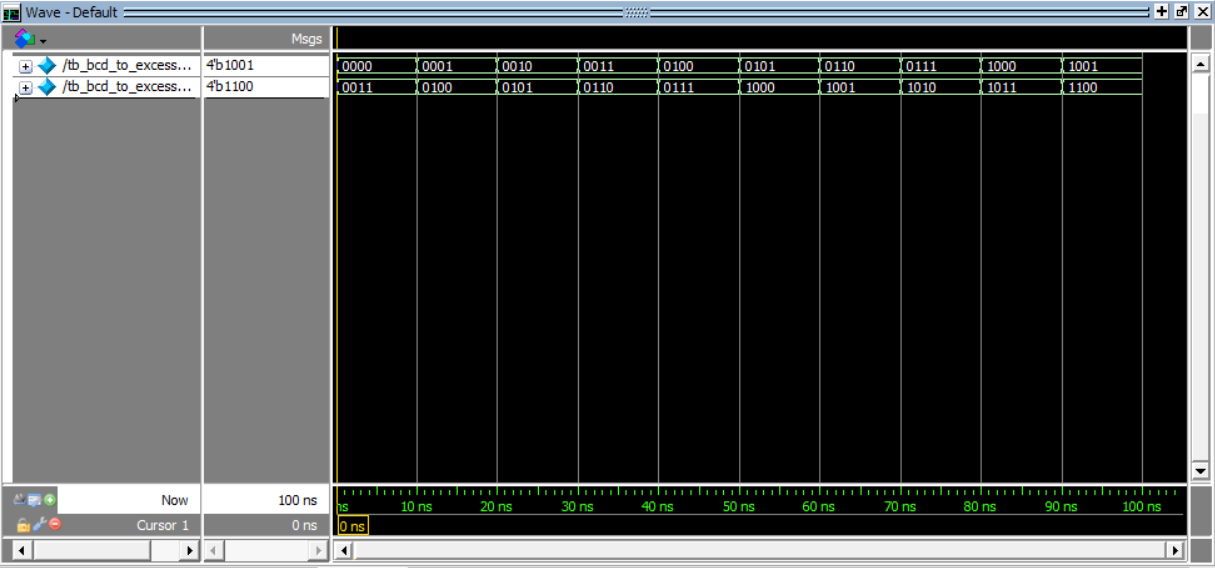 Wave - Default
Msgs
/tb_bcd_to_excess... 4'b1001 0000 0001 0010 0011 0100 0101 0110 0111 1000 1001
/tb_bcd_to_excess... 4'b1100 0011 0100 0101 0110 0111 1000 1001 1010 1011 1100
Now 100 ns ns 10 ns 20 ns 30 ns 40 ns 50 ns 60 ns 70 ns 80 ns 90 ns 100 ns
Cursor 1 0 ns 0 ns